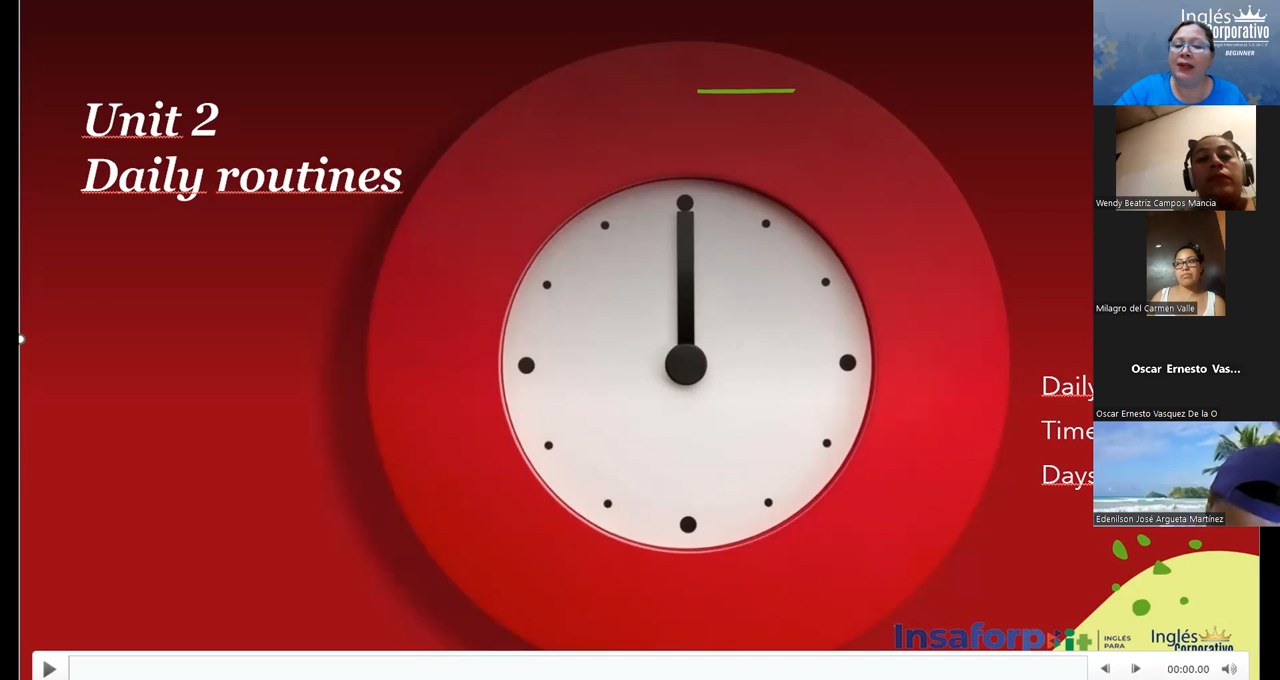 Unit 2
Daily routines
Daily
Time
Days
Insaforp
INGLÉS
PARA
Inglés
Corporativo
00:00.00
Inglés
Corporativo
BEGINNER
Wendy Beatriz Campos Mancia
Milagro del Carmen Valle
Oscar Ernesto Vas...
Oscar Ernesto Vasquez De la O
Edenilson José Argueta Martínez